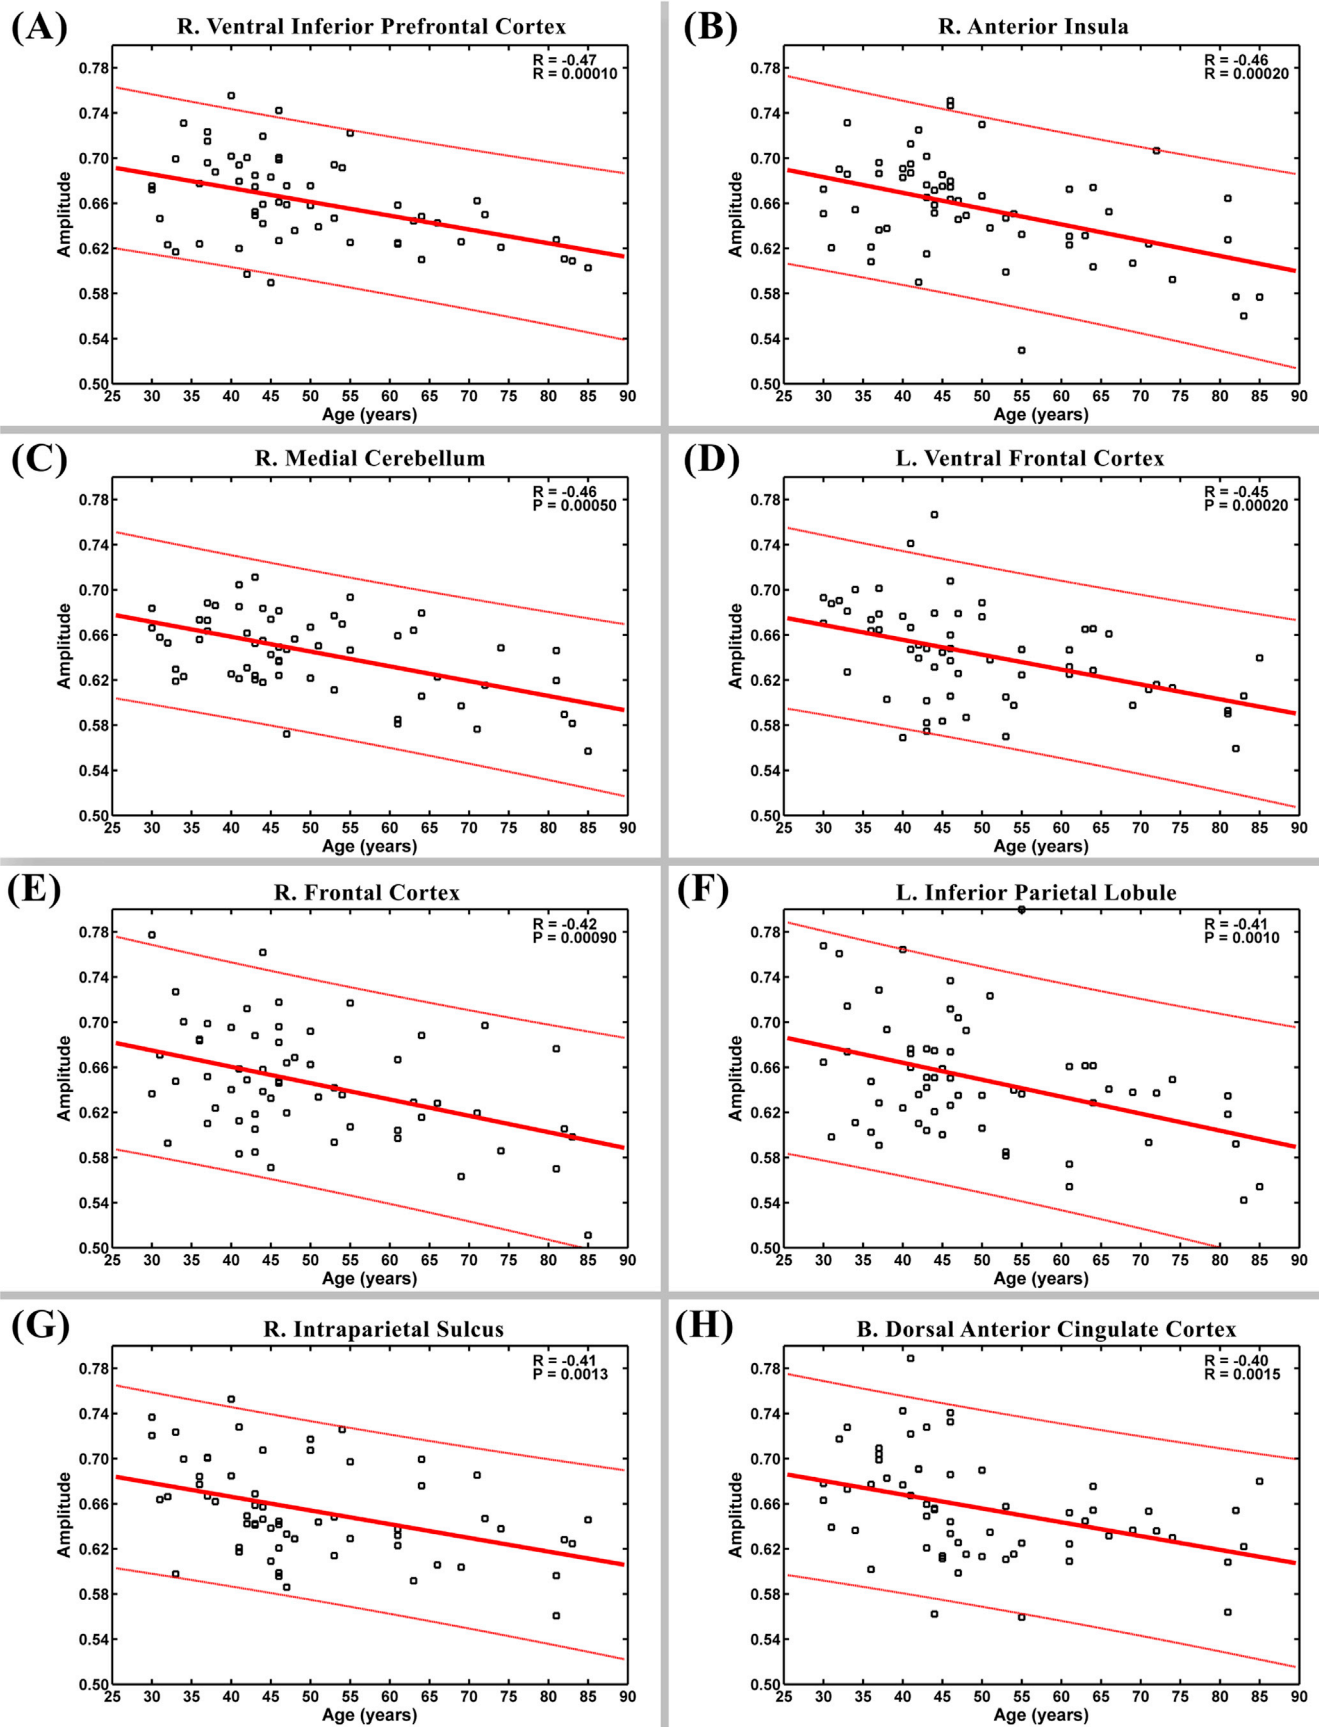 (A) R. Ventral Inferior Prefrontal Cortex
R = -0.47
R = 0.00010
0.78
0.74
0.70
0.66
0.62
0.58
0.54
0.50
Amplitude
25 30 35 40 45 50 55 60 65 70 75 80 85 90
Age (years)
(B) R. Anterior Insula
R = -0.46
R = 0.00020
0.78
0.74
0.70
0.66
0.62
0.58
0.54
0.50
Amplitude
25 30 35 40 45 50 55 60 65 70 75 80 85 90
Age (years)
(C) R. Medial Cerebellum
R = -0.46
P = 0.00050
0.78
0.74
0.70
0.66
0.62
0.58
0.54
0.50
Amplitude
25 30 35 40 45 50 55 60 65 70 75 80 85 90
Age (years)
(D) L. Ventral Frontal Cortex
R = -0.45
P = 0.00020
0.78
0.74
0.70
0.66
0.62
0.58
0.54
0.50
Amplitude
25 30 35 40 45 50 55 60 65 70 75 80 85 90
Age (years)
(E) R. Frontal Cortex
R = -0.42
P = 0.00090
0.78
0.74
0.70
0.66
0.62
0.58
0.54
0.50
Amplitude
25 30 35 40 45 50 55 60 65 70 75 80 85 90
Age (years)
(F) L. Inferior Parietal Lobule
R = -0.41
P = 0.0010
0.78
0.74
0.70
0.66
0.62
0.58
0.54
0.50
Amplitude
25 30 35 40 45 50 55 60 65 70 75 80 85 90
Age (years)
(G) R. Intraparietal Sulcus
R = -0.41
P = 0.0013
0.78
0.74
0.70
0.66
0.62
0.58
0.54
0.50
Amplitude
25 30 35 40 45 50 55 60 65 70 75 80 85 90
Age (years)
(H) B. Dorsal Anterior Cingulate Cortex
R = -0.40
R = 0.0015
0.78
0.74
0.70
0.66
0.62
0.58
0.54
0.50
Amplitude
25 30 35 40 45 50 55 60 65 70 75 80 85 90
Age (years)